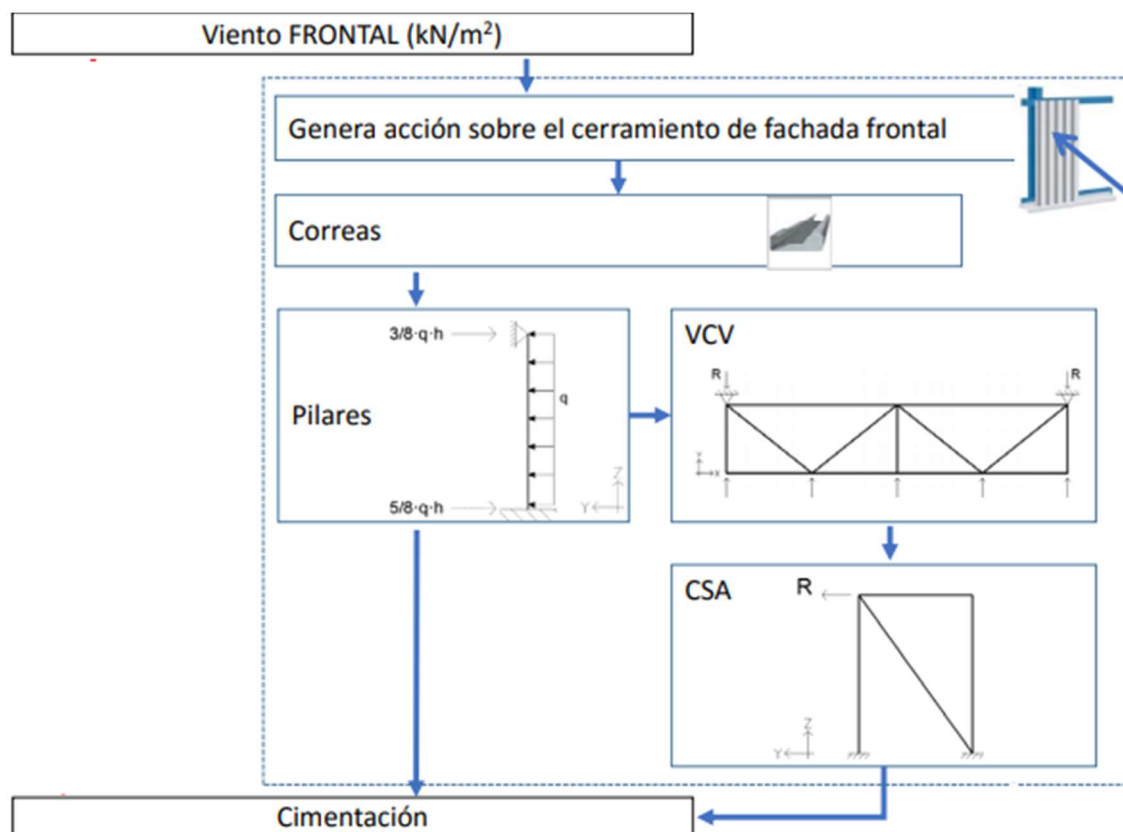 Viento FRONTAL (kN/m²)
Genera acción sobre el cerramiento de fachada frontal
Correas
Pilares
3/8·q·h
q
5/8·q·h
Z
Y
VCV
R
R
Y
X
CSA
R
Z
Y
Cimentación